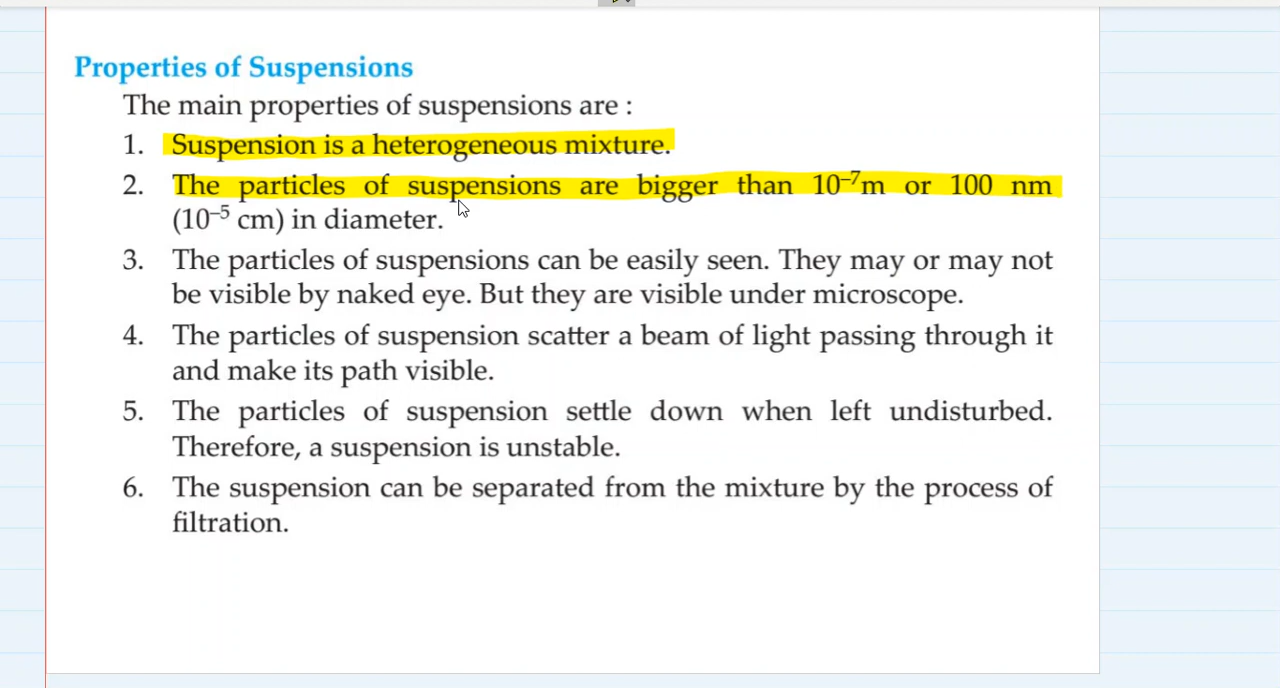 Properties of Suspensions
The main properties of suspensions are :
1. Suspension is a heterogeneous mixture.
2. The particles of suspensions are bigger than 10⁻⁷m or 100 nm
(10⁻⁵ cm) in diameter.
3. The particles of suspensions can be easily seen. They may or may not
be visible by naked eye. But they are visible under microscope.
4. The particles of suspension scatter a beam of light passing through it
and make its path visible.
5. The particles of suspension settle down when left undisturbed.
Therefore, a suspension is unstable.
6. The suspension can be separated from the mixture by the process of
filtration.